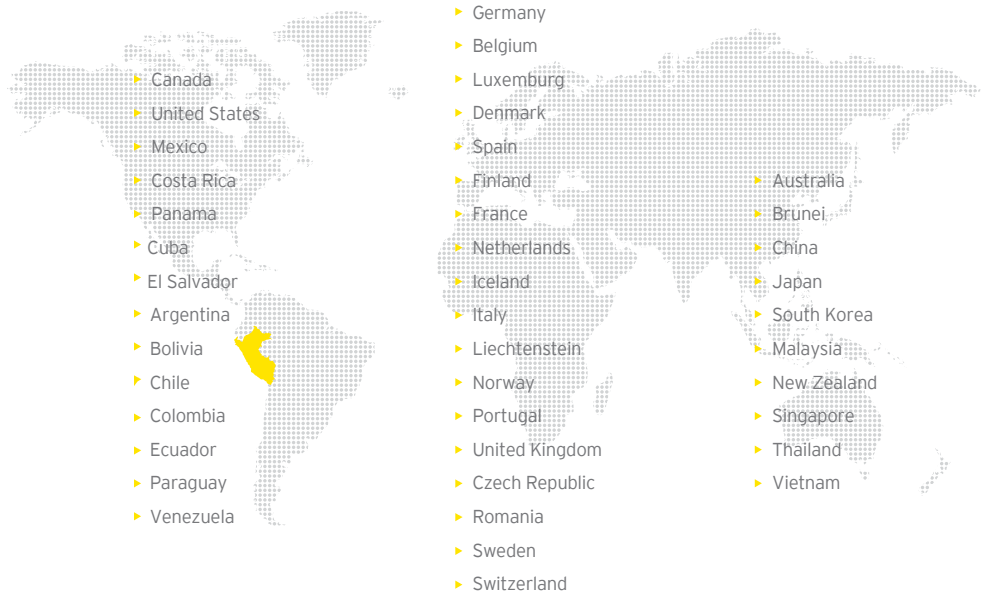 Canada
United States
Mexico
Costa Rica
Panama
Cuba
El Salvador
Argentina
Bolivia
Chile
Colombia
Ecuador
Paraguay
Venezuela
Germany
Belgium
Luxemburg
Denmark
Spain
Finland
France
Netherlands
Iceland
Italy
Liechtenstein
Norway
Portugal
United Kingdom
Czech Republic
Romania
Sweden
Switzerland
Australia
Brunei
China
Japan
South Korea
Malaysia
New Zealand
Singapore
Thailand
Vietnam